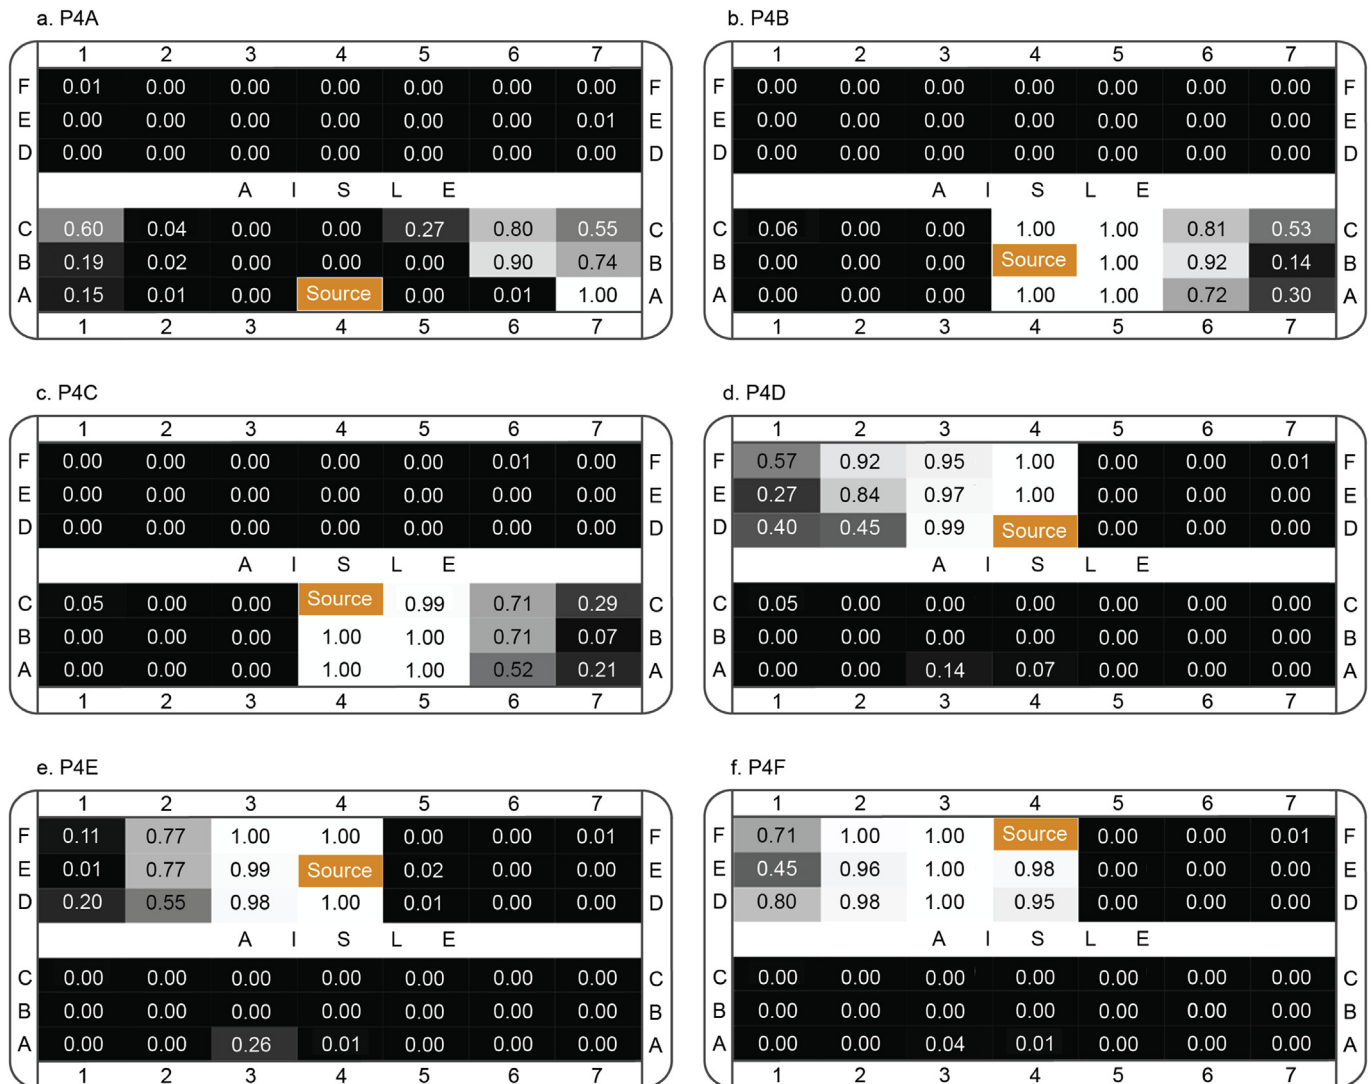 a. P4A
1 2 3 4 5 6 7
F 0.01 0.00 0.00 0.00 0.00 0.00 0.00 F
E 0.00 0.00 0.00 0.00 0.00 0.00 0.01 E
D 0.00 0.00 0.00 0.00 0.00 0.00 0.00 D
A I S L E
C 0.60 0.04 0.00 0.00 0.27 0.80 0.55 C
B 0.19 0.02 0.00 0.00 0.00 0.90 0.74 B
A 0.15 0.01 0.00 Source 0.00 0.01 1.00 A
1 2 3 4 5 6 7
b. P4B
1 2 3 4 5 6 7
F 0.00 0.00 0.00 0.00 0.00 0.00 0.00 F
E 0.00 0.00 0.00 0.00 0.00 0.00 0.00 E
D 0.00 0.00 0.00 0.00 0.00 0.00 0.00 D
A I S L E
C 0.06 0.00 0.00 1.00 1.00 0.81 0.53 C
B 0.00 0.00 0.00 Source 1.00 0.92 0.14 B
A 0.00 0.00 0.00 1.00 1.00 0.72 0.30 A
1 2 3 4 5 6 7
c. P4C
1 2 3 4 5 6 7
F 0.00 0.00 0.00 0.00 0.00 0.01 0.00 F
E 0.00 0.00 0.00 0.00 0.00 0.00 0.00 E
D 0.00 0.00 0.00 0.00 0.00 0.00 0.00 D
A I S L E
C 0.05 0.00 0.00 Source 0.99 0.71 0.29 C
B 0.00 0.00 0.00 1.00 1.00 0.71 0.07 B
A 0.00 0.00 0.00 1.00 1.00 0.52 0.21 A
1 2 3 4 5 6 7
d. P4D
1 2 3 4 5 6 7
F 0.57 0.92 0.95 1.00 0.00 0.00 0.01 F
E 0.27 0.84 0.97 1.00 0.00 0.00 0.00 E
D 0.40 0.45 0.99 Source 0.00 0.00 0.00 D
A I S L E
C 0.05 0.00 0.00 0.00 0.00 0.00 0.00 C
B 0.00 0.00 0.00 0.00 0.00 0.00 0.00 B
A 0.00 0.00 0.14 0.07 0.00 0.00 0.00 A
1 2 3 4 5 6 7
e. P4E
1 2 3 4 5 6 7
F 0.11 0.77 1.00 1.00 0.00 0.00 0.01 F
E 0.01 0.77 0.99 Source 0.02 0.00 0.00 E
D 0.20 0.55 0.98 1.00 0.01 0.00 0.00 D
A I S L E
C 0.00 0.00 0.00 0.00 0.00 0.00 0.00 C
B 0.00 0.00 0.00 0.00 0.00 0.00 0.00 B
A 0.00 0.00 0.26 0.01 0.00 0.00 0.00 A
1 2 3 4 5 6 7
f. P4F
1 2 3 4 5 6 7
F 0.71 1.00 1.00 Source 0.00 0.00 0.01 F
E 0.45 0.96 1.00 0.98 0.00 0.00 0.00 E
D 0.80 0.98 1.00 0.95 0.00 0.00 0.00 D
A I S L E
C 0.00 0.00 0.00 0.00 0.00 0.00 0.00 C
B 0.00 0.00 0.00 0.00 0.00 0.00 0.00 B
A 0.00 0.00 0.04 0.01 0.00 0.00 0.00 A
1 2 3 4 5 6 7